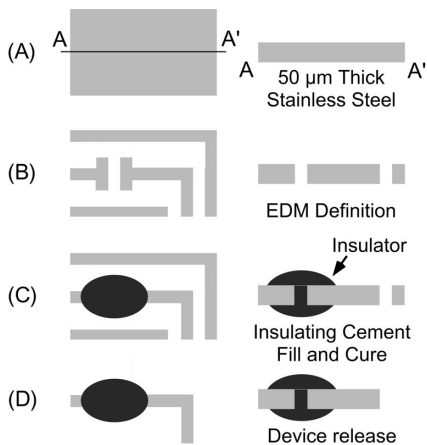 (A)
A
A'
A
A'
50 µm Thick
Stainless Steel
(B)
EDM Definition
Insulator
(C)
Insulating Cement
Fill and Cure
(D)
Device release